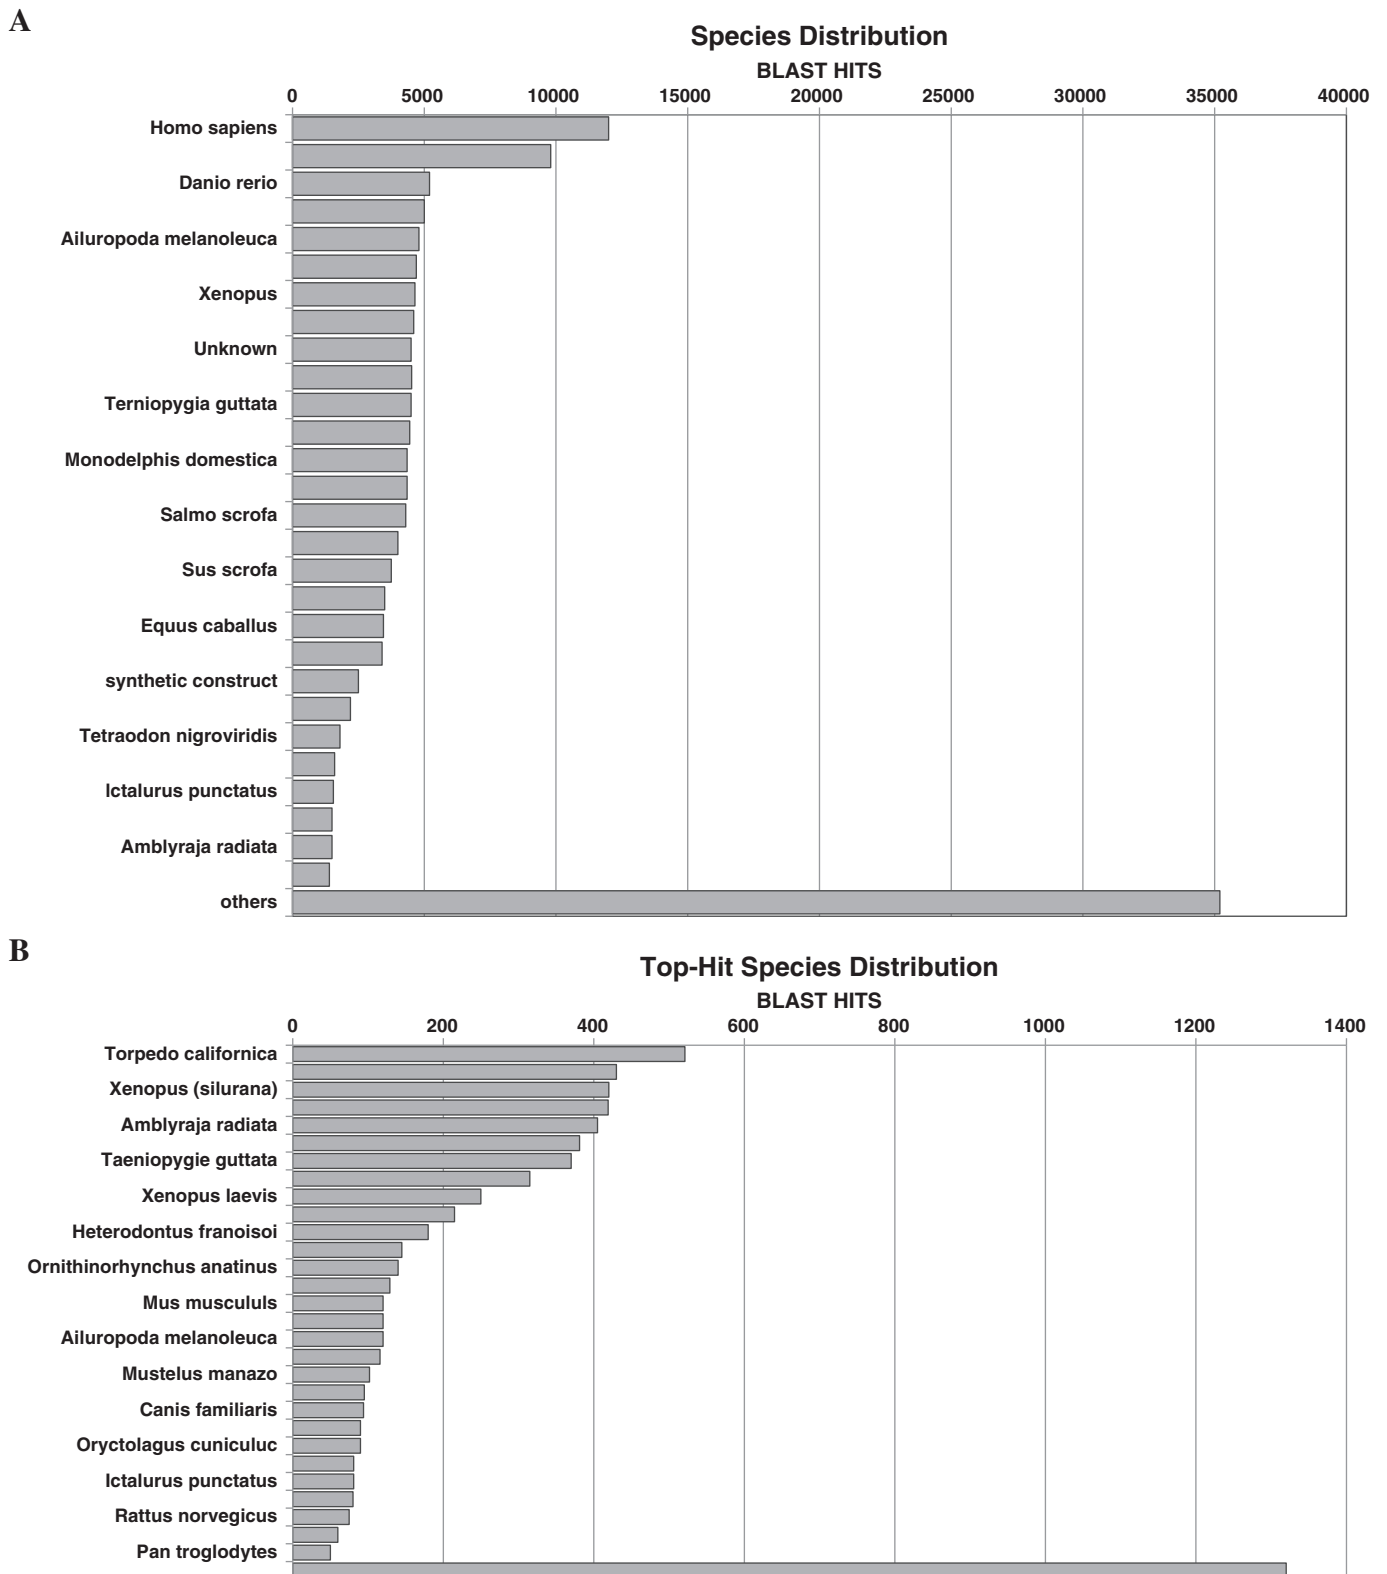 A
Species Distribution
BLAST HITS
0 5000 10000 15000 20000 25000 30000 35000 40000
Homo sapiens
Danio rerio
Ailuropoda melanoleuca
Xenopus
Unknown
Terniopygia guttata
Monodelphis domestica
Salmo scrofa
Sus scrofa
Equus caballus
synthetic construct
Tetraodon nigroviridis
Ictalurus punctatus
Amblyraja radiata
others
B
Top-Hit Species Distribution
BLAST HITS
0 200 400 600 800 1000 1200 1400
Torpedo californica
Xenopus (silurana)
Amblyraja radiata
Taeniopygie guttata
Xenopus laevis
Heterodontus franoisoi
Ornithinorhynchus anatinus
Mus muscululs
Ailuropoda melanoleuca
Mustelus manazo
Canis familiaris
Oryctolagus cuniculuc
Ictalurus punctatus
Rattus norvegicus
Pan troglodytes